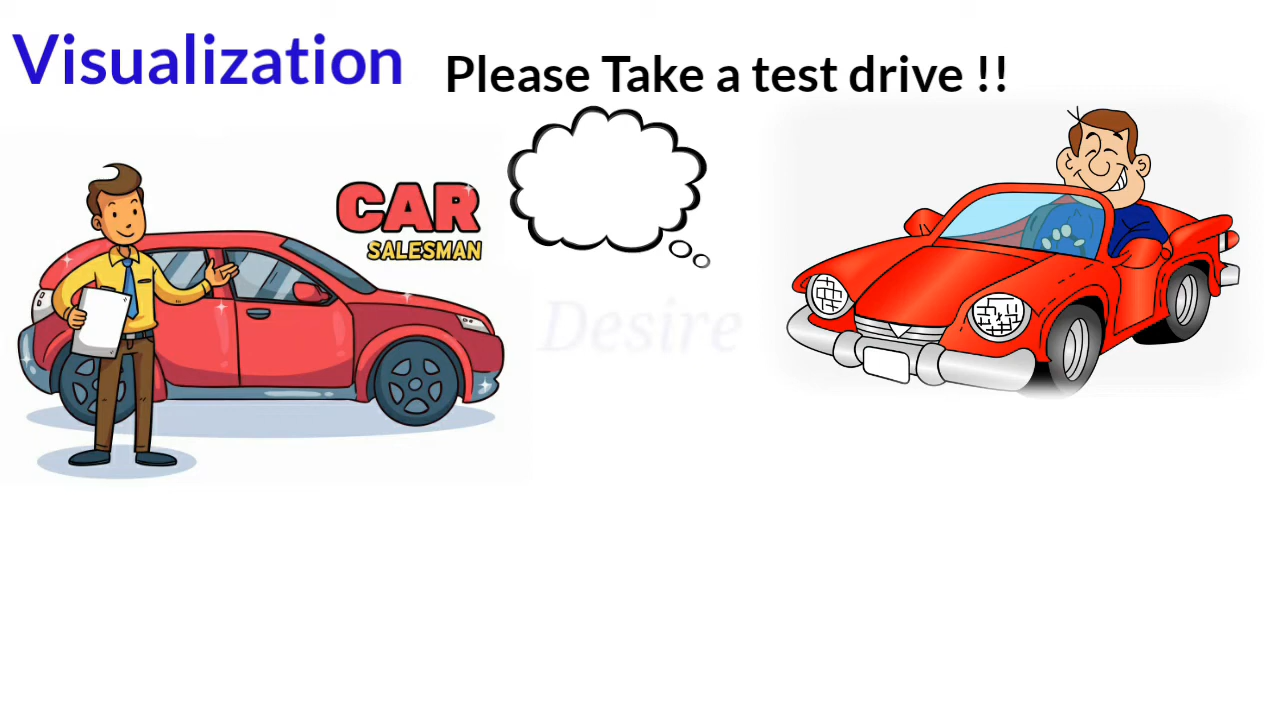 Visualization
Please Take a test drive !!
CAR
SALESMAN
Desire